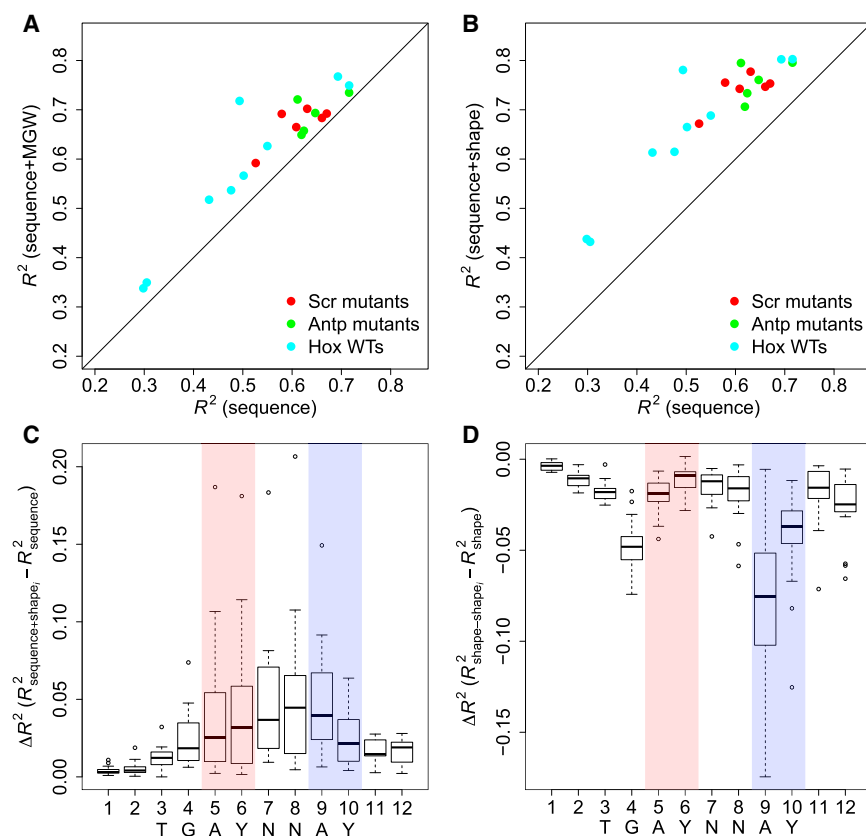 A
R² (sequence+MGW)
0.2 0.3 0.4 0.5 0.6 0.7 0.8
Scr mutants
Antp mutants
Hox WTs
0.2 0.3 0.4 0.5 0.6 0.7 0.8
R² (sequence)
B
R² (sequence+shape)
0.2 0.3 0.4 0.5 0.6 0.7 0.8
Scr mutants
Antp mutants
Hox WTs
0.2 0.3 0.4 0.5 0.6 0.7 0.8
R² (sequence)
C
ΔR² (R²sequence+shapeᵢ − R²sequence)
0.00 0.05 0.10 0.15 0.20
1 2 3 4 5 6 7 8 9 10 11 12
T G A Y N N A Y
D
ΔR² (R²shape−shapeᵢ − R²shape)
−0.15 −0.10 −0.05 0.00
1 2 3 4 5 6 7 8 9 10 11 12
T G A Y N N A Y